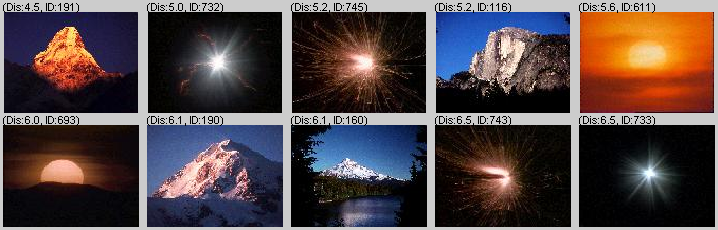 (Dis:4.5, ID:191)
(Dis:5.0, ID:732)
(Dis:5.2, ID:745)
(Dis:5.2, ID:116)
(Dis:5.6, ID:611)
(Dis:6.0, ID:693)
(Dis:6.1, ID:190)
(Dis:6.1, ID:160)
(Dis:6.5, ID:743)
(Dis:6.5, ID:733)